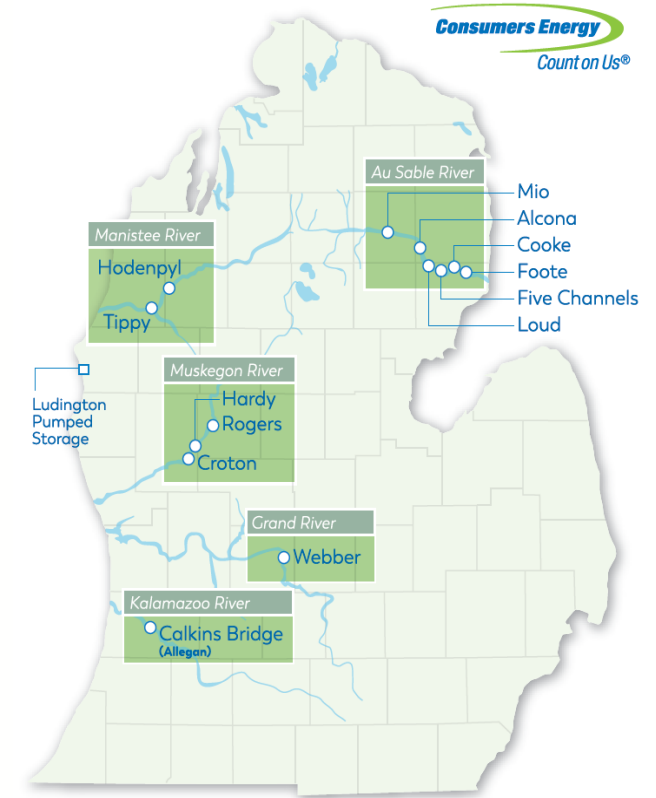 Consumers Energy
Count on Us®
Au Sable River
Mio
Alcona
Cooke
Foote
Five Channels
Loud
Manistee River
Hodenpyl
Tippy
Ludington
Pumped
Storage
Muskegon River
Hardy
Rogers
Croton
Grand River
Webber
Kalamazoo River
Calkins Bridge
(Allegan)